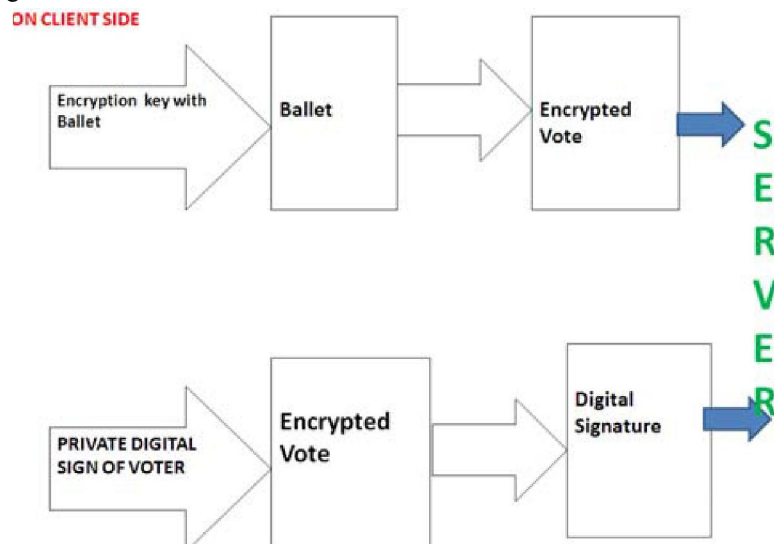 ON CLIENT SIDE
Encryption key with
Ballet
Ballet
Encrypted
Vote
S
E
R
V
E
R
PRIVATE DIGITAL
SIGN OF VOTER
Encrypted
Vote
Digital
Signature